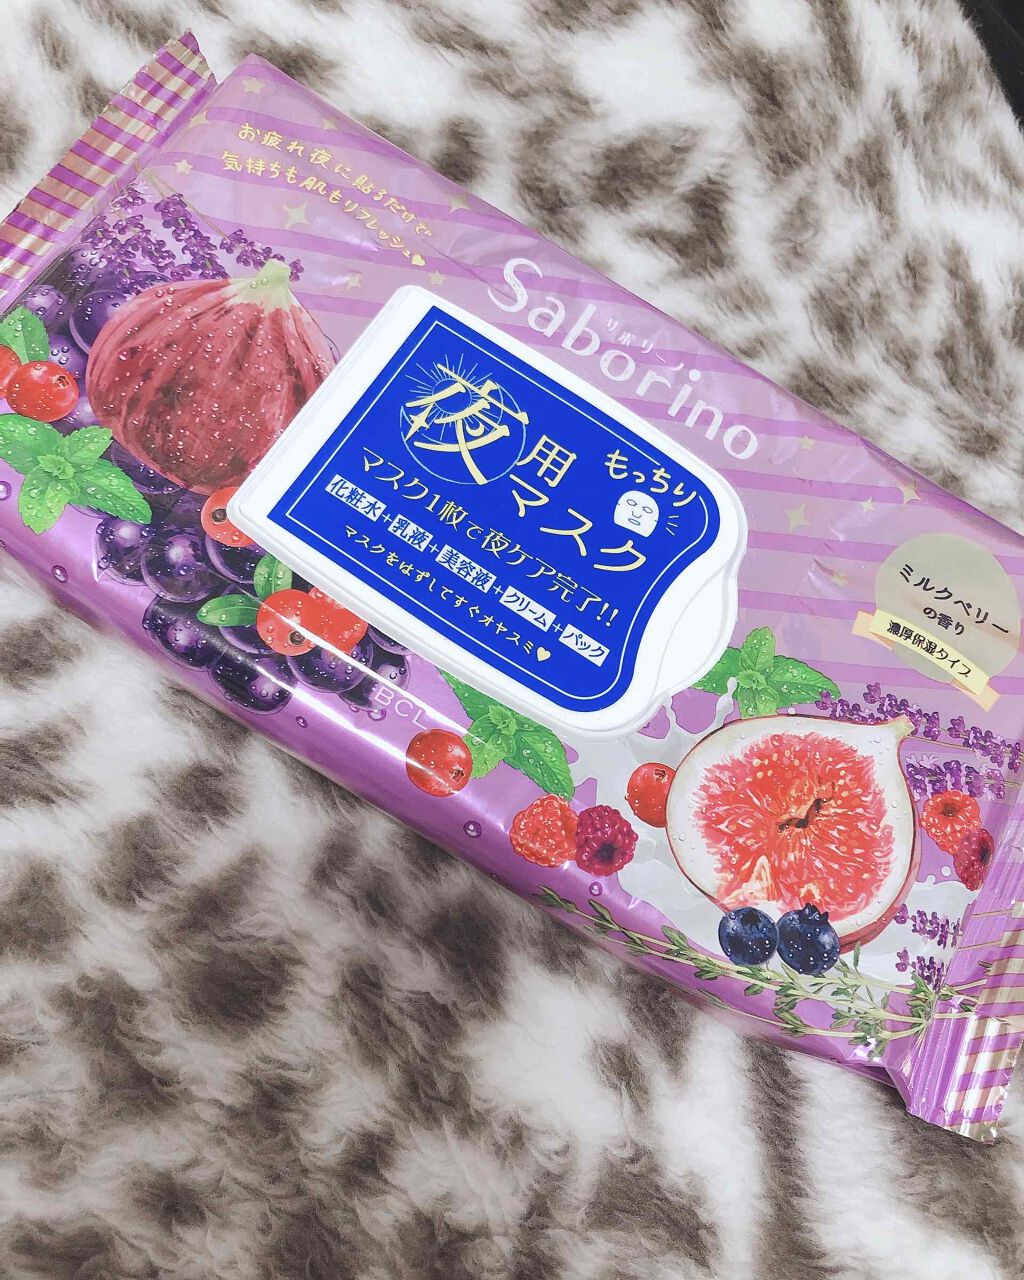 お疲れ夜に貼るだけで
気持ちも肌もリフレッシュ♥
Saborino
サボリーノ
夜用マスク
もっちり
マスク1枚で夜ケア完了!!
化粧水+乳液+美容液+クリーム+パック
マスクをはずしてすぐオヤスミ♥
ミルクベリー
の香り
濃厚保湿タイプ
BCL